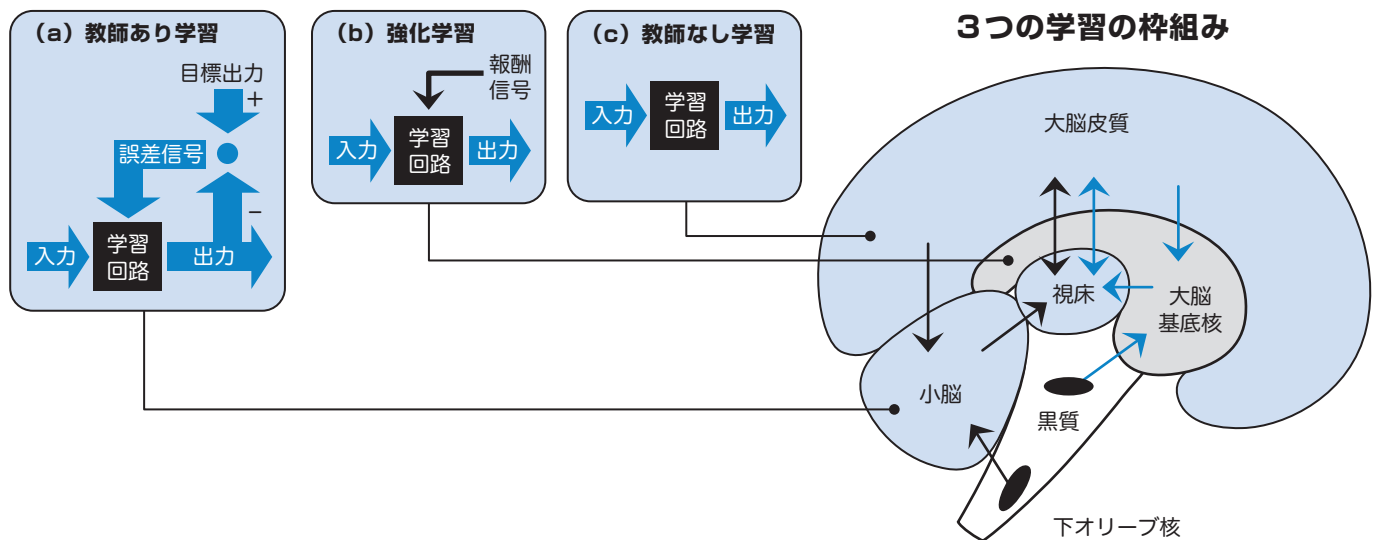 (a) 教師あり学習
目標出力
+
誤差信号
−
入力
学習
回路
出力
(b) 強化学習
報酬
信号
入力
学習
回路
出力
(c) 教師なし学習
入力
学習
回路
出力
3つの学習の枠組み
大脳皮質
視床
大脳
基底核
小脳
黒質
下オリーブ核